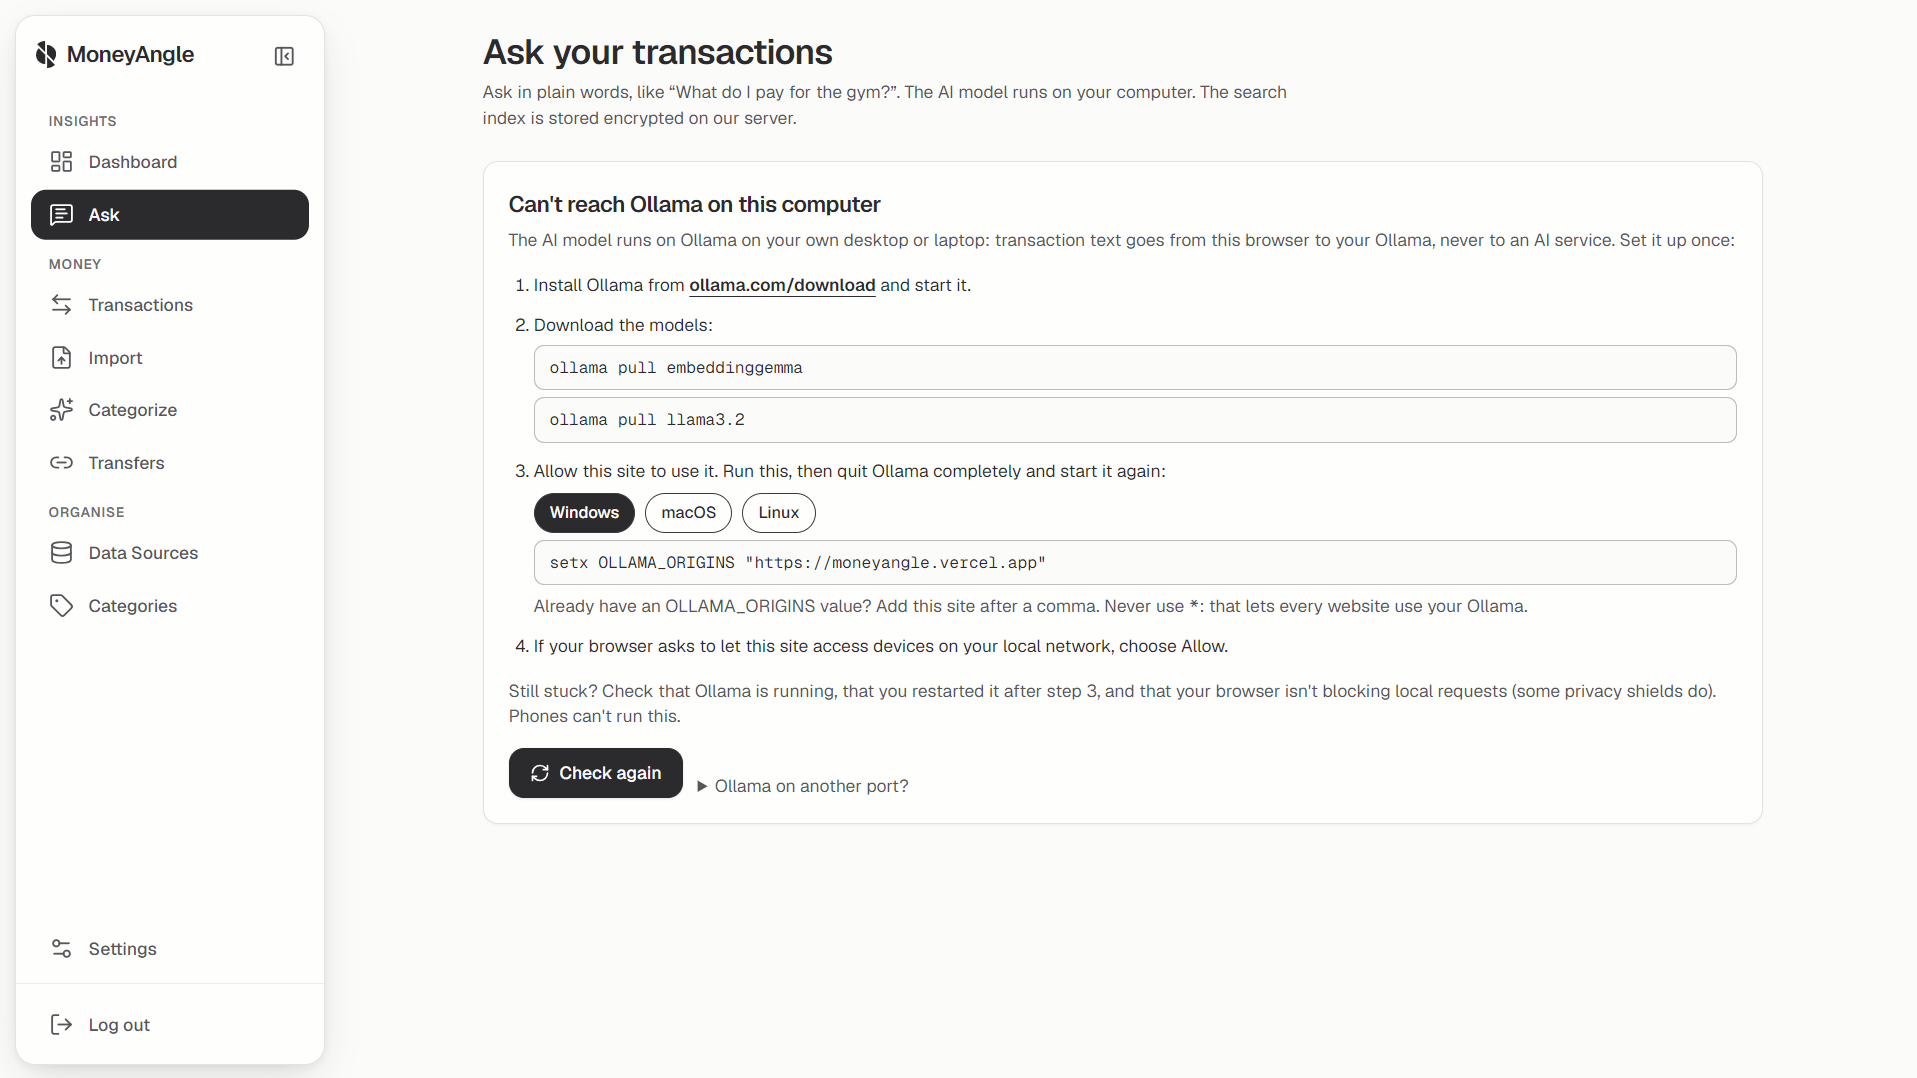 MoneyAngle
INSIGHTS
Dashboard
Ask
MONEY
Transactions
Import
Categorize
Transfers
ORGANISE
Data Sources
Categories
Settings
Log out
Ask your transactions
Ask in plain words, like “What do I pay for the gym?”. The AI model runs on your computer. The search
index is stored encrypted on our server.
Can't reach Ollama on this computer
The AI model runs on Ollama on your own desktop or laptop: transaction text goes from this browser to your Ollama, never to an AI service. Set it up once:
1. Install Ollama from ollama.com/download and start it.
2. Download the models:
ollama pull embeddinggemma
ollama pull llama3.2
3. Allow this site to use it. Run this, then quit Ollama completely and start it again:
Windows macOS Linux
setx OLLAMA_ORIGINS "https://moneyangle.vercel.app"
Already have an OLLAMA_ORIGINS value? Add this site after a comma. Never use *: that lets every website use your Ollama.
4. If your browser asks to let this site access devices on your local network, choose Allow.
Still stuck? Check that Ollama is running, that you restarted it after step 3, and that your browser isn't blocking local requests (some privacy shields do).
Phones can't run this.
Check again
Ollama on another port?